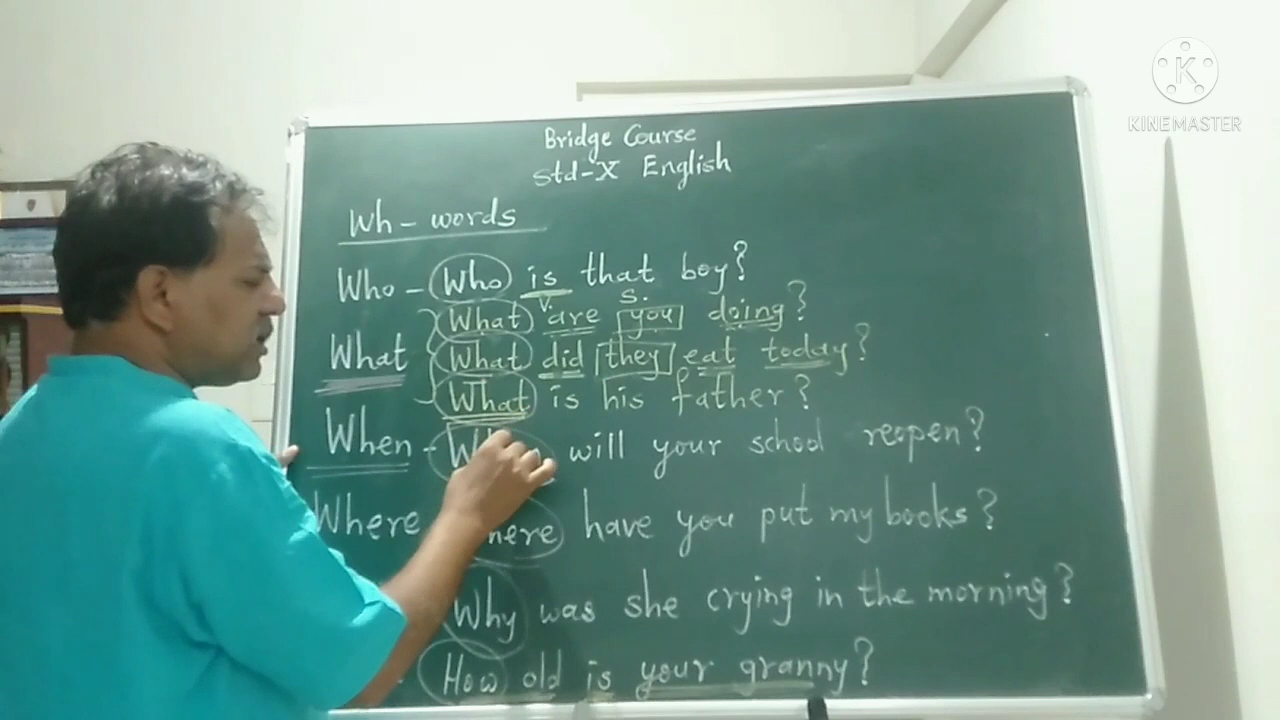 KINEMASTER
Bridge Course
Std-X English
Wh - words
Who - Who is that boy?
V. S.
What are you doing?
What What did they eat today?
What is his father?
When - will your school reopen?
Where have you put my books?
Why was she crying in the morning?
How old is your granny?